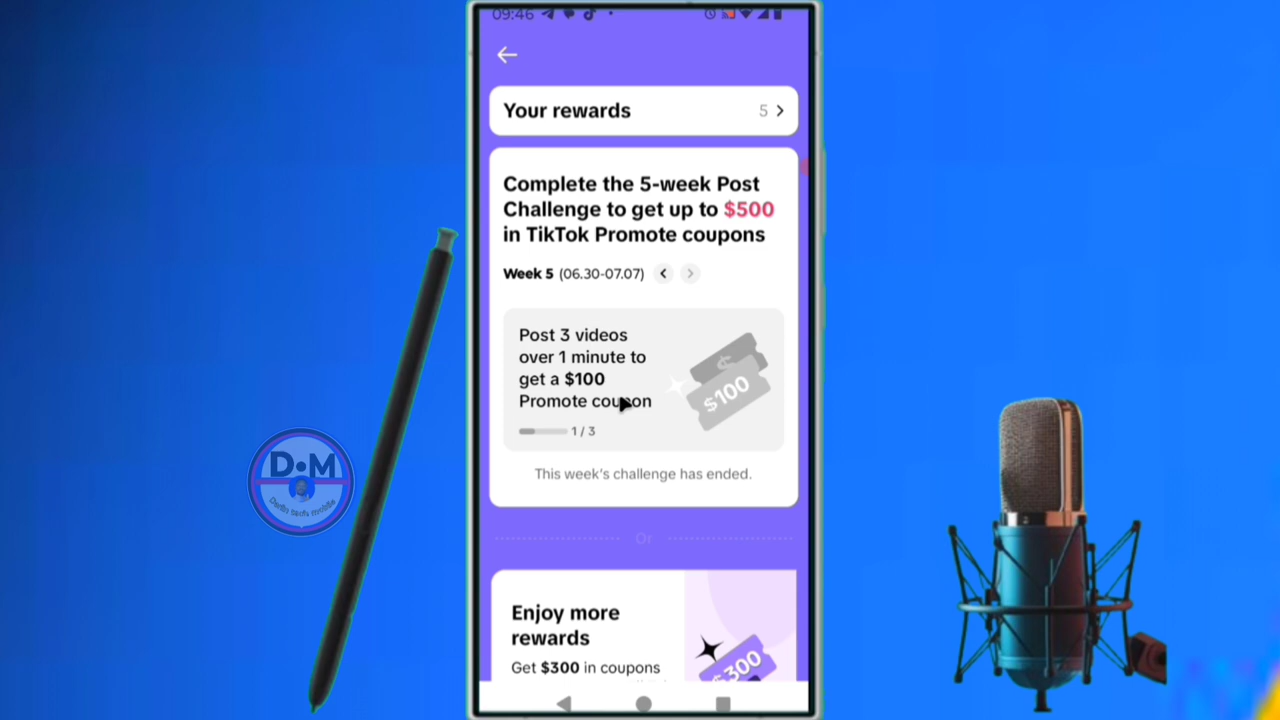 09:46
Your rewards 5
Complete the 5-week Post
Challenge to get up to $500
in TikTok Promote coupons
Week 5 (06.30-07.07)
Post 3 videos
over 1 minute to
get a $100
Promote coupon
$100
1 / 3
This week's challenge has ended.
Or
Enjoy more
rewards
Get $300 in coupons
$300
D•M